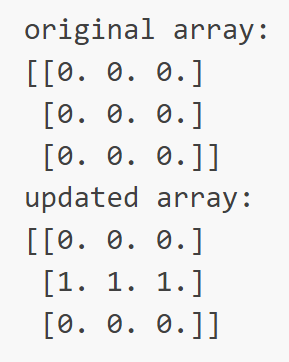 original array:
[[0. 0. 0.]
 [0. 0. 0.]
 [0. 0. 0.]]
updated array:
[[0. 0. 0.]
 [1. 1. 1.]
 [0. 0. 0.]]